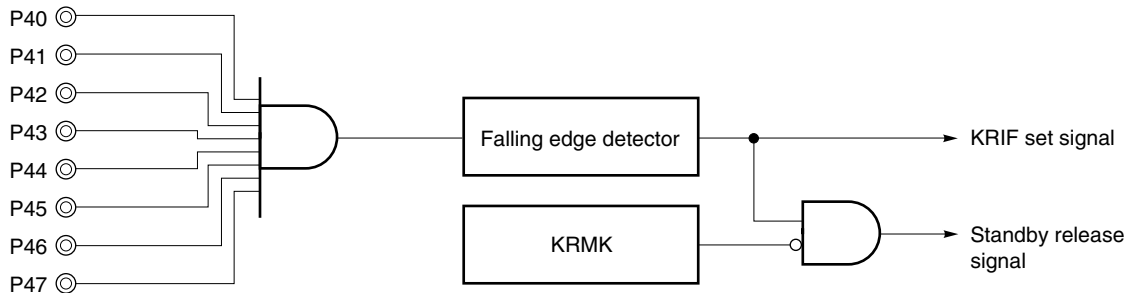 P40
P41
P42
P43
P44
P45
P46
P47
Falling edge detector
KRMK
KRIF set signal
Standby release
signal